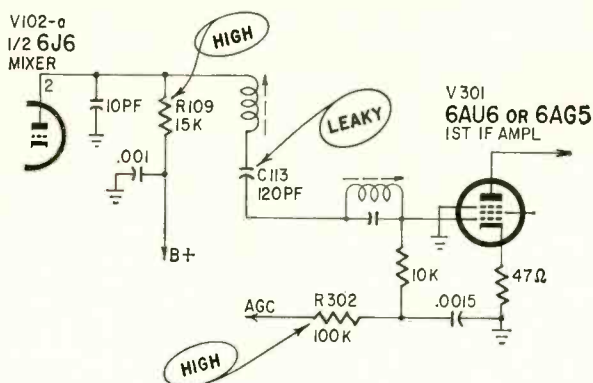 V102-a
1/2 6J6
MIXER
2
10PF
R109
15K
HIGH
.001
B+
LEAKY
C113
120PF
V301
6AU6 OR 6AG5
1ST IF AMPL
10K
47Ω
.0015
AGC
R302
100K
HIGH